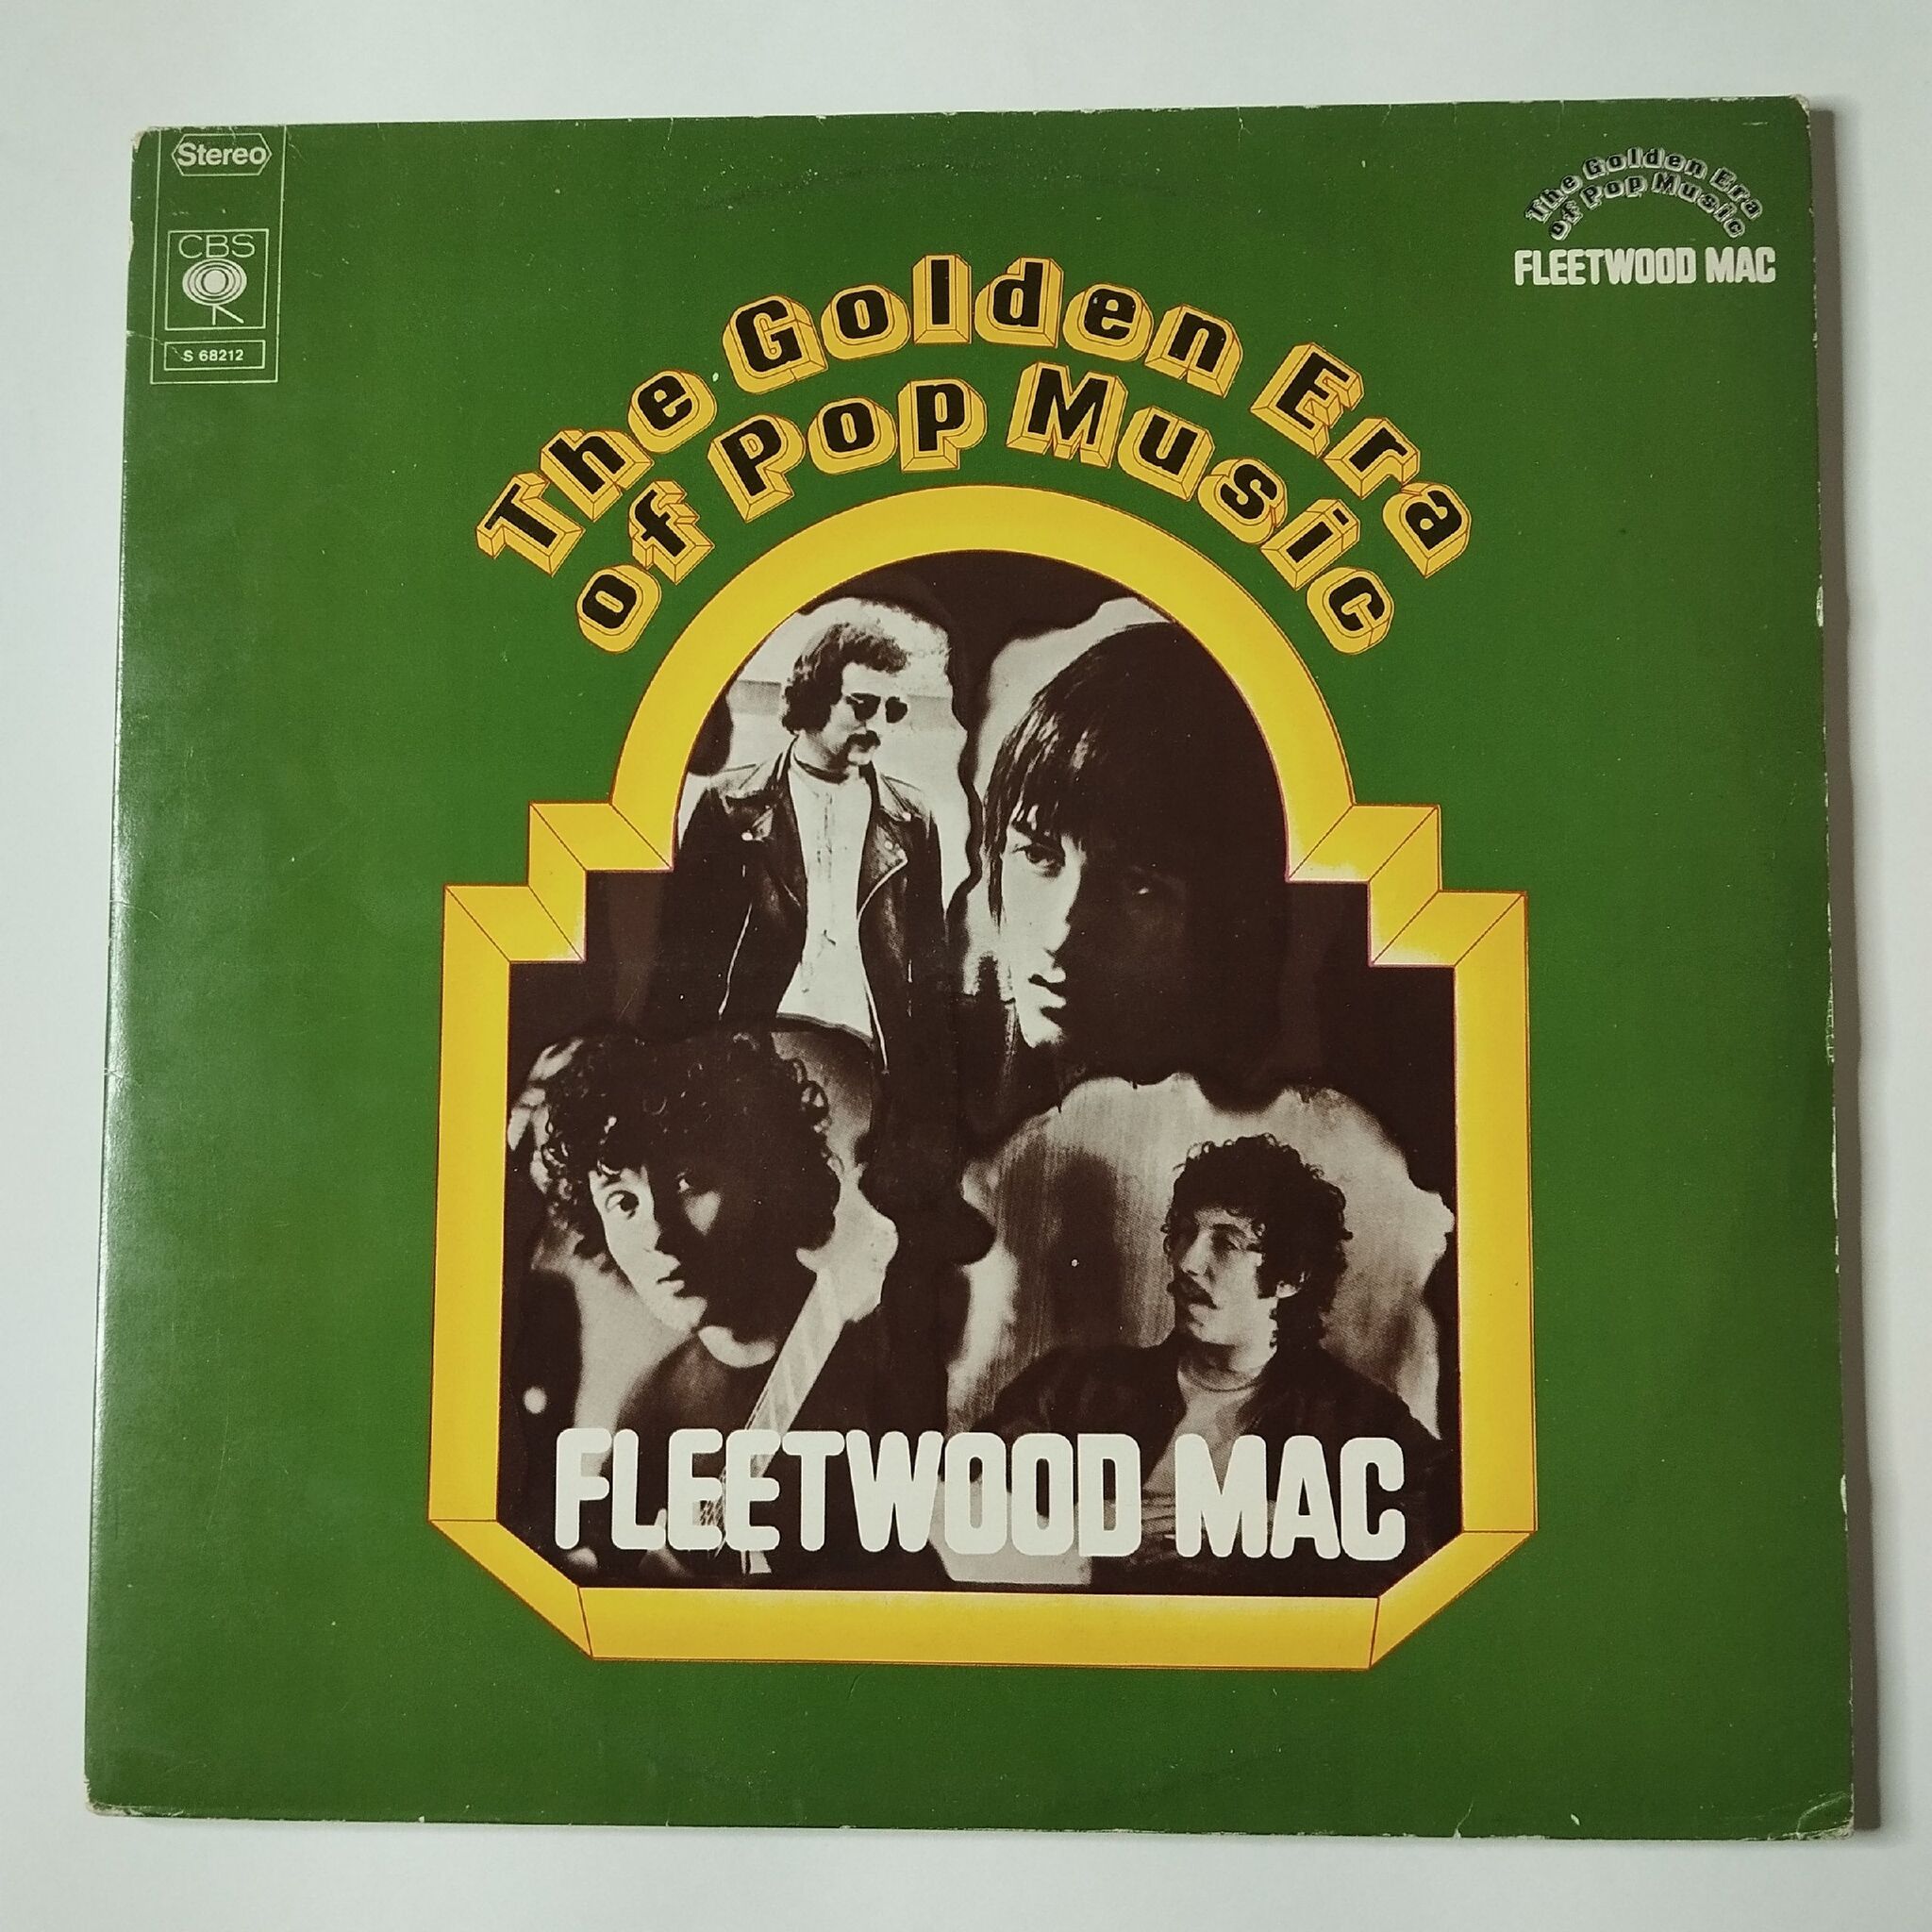 Stereo
CBS
S 68212
The Golden Era
of Pop Music
FLEETWOOD MAC
The Golden Era
of Pop Music
FLEETWOOD MAC